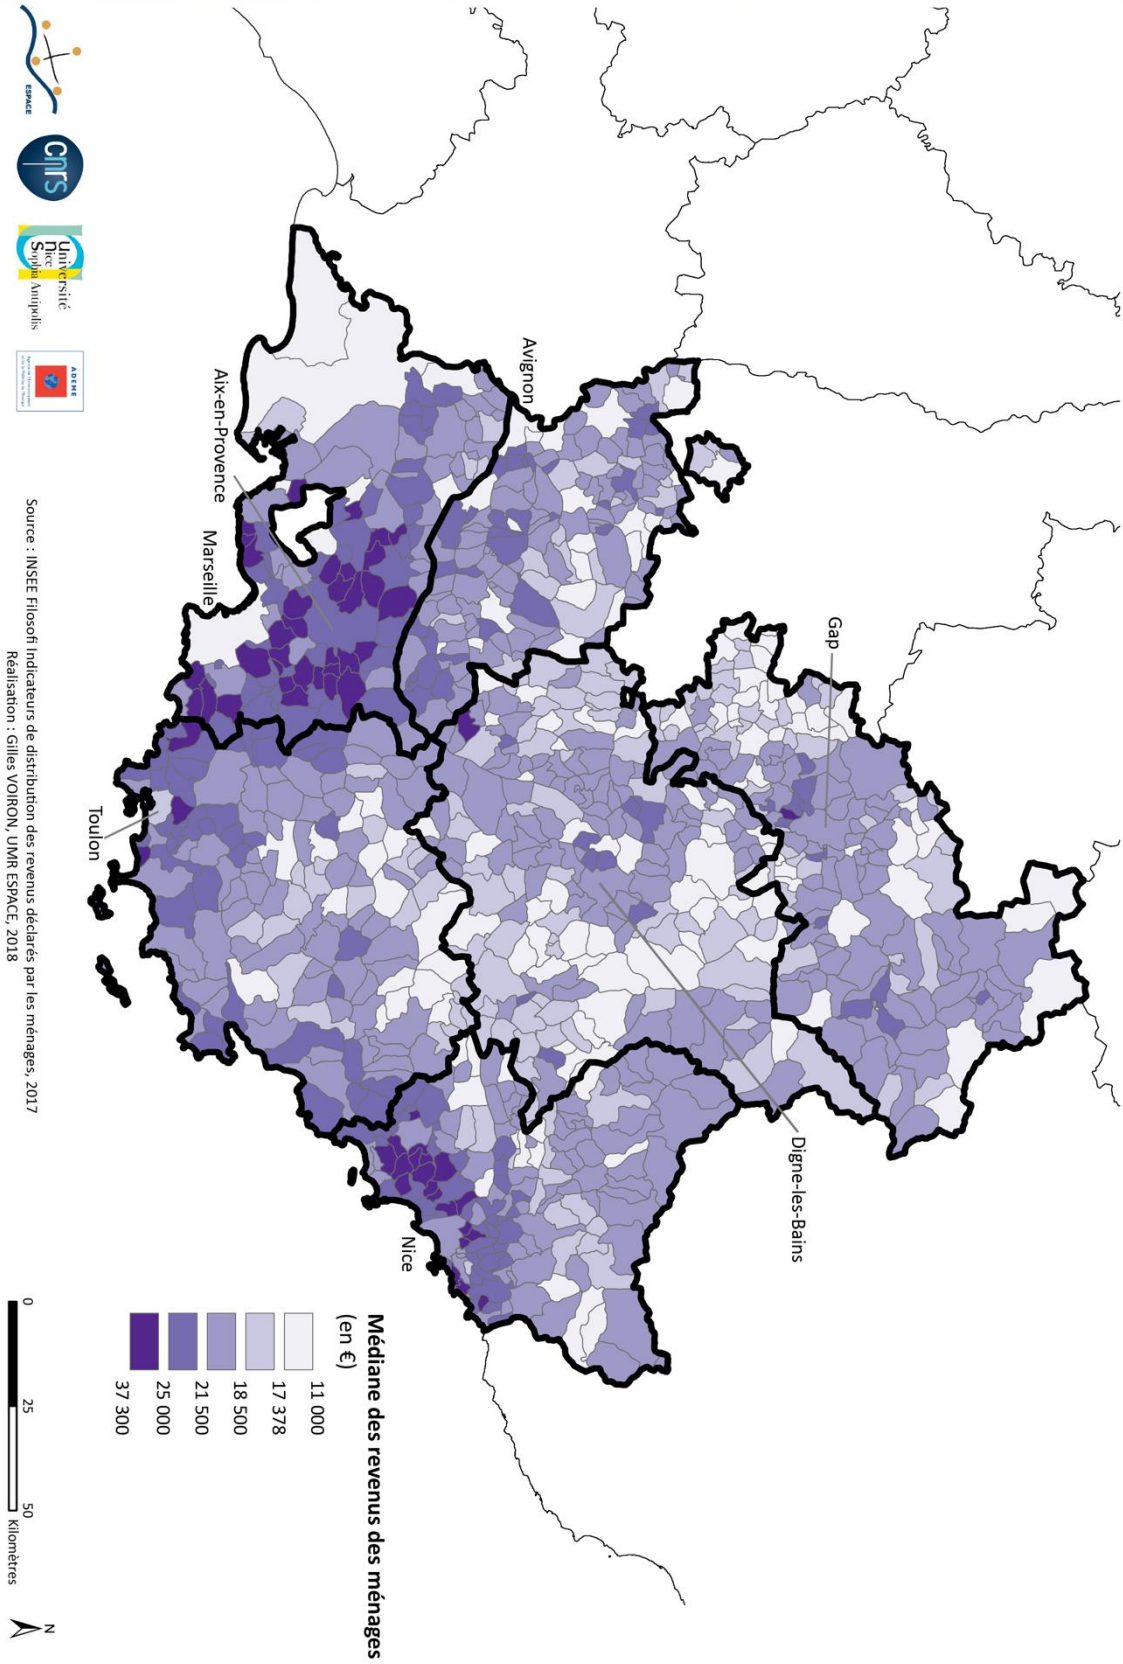 Gap
Digne-les-Bains
Avignon
Nice
Aix-en-Provence
Marseille
Toulon
Médiane des revenus des ménages
(en €)
11 000
17 378
18 500
21 500
25 000
37 300
0
25
50
Kilomètres
N
ESPACE
cnrs
université
nice
Sophia Antipolis
ADEME
Source : INSEE Filosofi Indicateurs de distribution des revenus déclarés par les ménages, 2017
Réalisation : Gilles VOIRON, UMR ESPACE, 2018